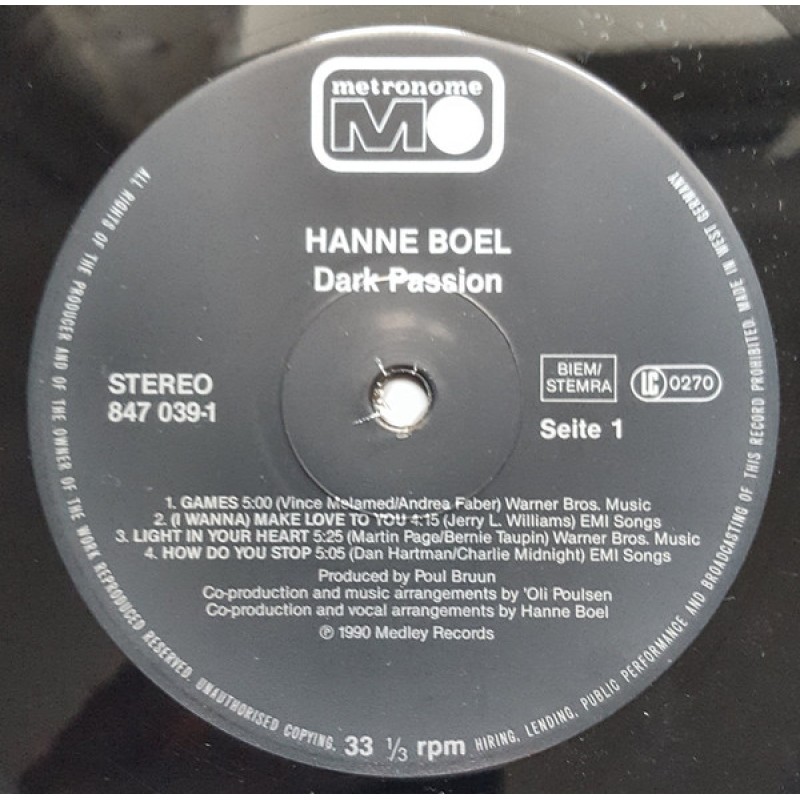 metronome
M
HANNE BOEL
Dark Passion
STEREO
847 039-1
BIEM/
STEMRA
LC 0270
Seite 1
1. GAMES 5:00 (Vince Melamed/Andrea Faber) Warner Bros. Music
2. (I WANNA) MAKE LOVE TO YOU 4:15 (Jerry L. Williams) EMI Songs
3. LIGHT IN YOUR HEART 5:25 (Martin Page/Bernie Taupin) Warner Bros. Music
4. HOW DO YOU STOP 5:05 (Dan Hartman/Charlie Midnight) EMI Songs
Produced by Poul Bruun
Co-production and music arrangements by 'Oli Poulsen
Co-production and vocal arrangements by Hanne Boel
℗ 1990 Medley Records
33 1/3 rpm
ALL RIGHTS OF THE PRODUCER AND OF THE OWNER OF THE WORK REPRODUCED RESERVED. UNAUTHORISED COPYING, HIRING, LENDING, PUBLIC PERFORMANCE AND BROADCASTING OF THIS RECORD PROHIBITED. MADE IN WEST GERMANY